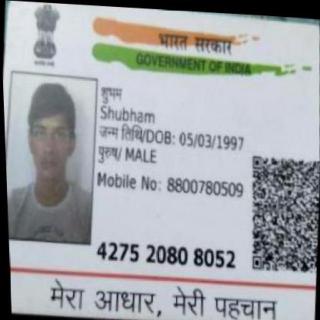 भारत सरकार
GOVERNMENT OF INDIA
शुभम
Shubham
जन्म तिथि/DOB: 05/03/1997
पुरुष/ MALE
Mobile No: 8800780509
4275 2080 8052
मेरा आधार, मेरी पहचान